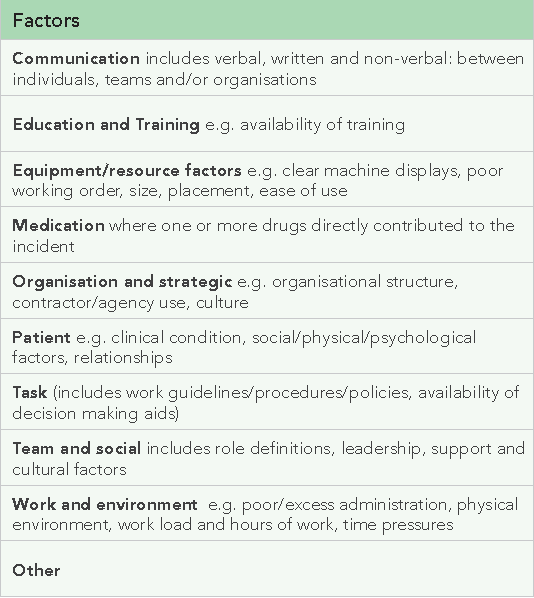 Factors
Communication includes verbal, written and non-verbal: between
individuals, teams and/or organisations
Education and Training e.g. availability of training
Equipment/resource factors e.g. clear machine displays, poor
working order, size, placement, ease of use
Medication where one or more drugs directly contributed to the
incident
Organisation and strategic e.g. organisational structure,
contractor/agency use, culture
Patient e.g. clinical condition, social/physical/psychological
factors, relationships
Task (includes work guidelines/procedures/policies, availability of
decision making aids)
Team and social includes role definitions, leadership, support and
cultural factors
Work and environment e.g. poor/excess administration, physical
environment, work load and hours of work, time pressures
Other